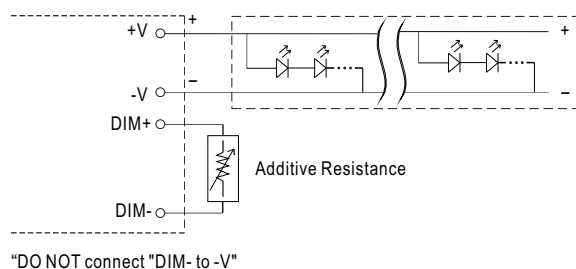 +V
+
+
-V
−
−
DIM+
Additive Resistance
DIM-
“DO NOT connect "DIM- to -V"